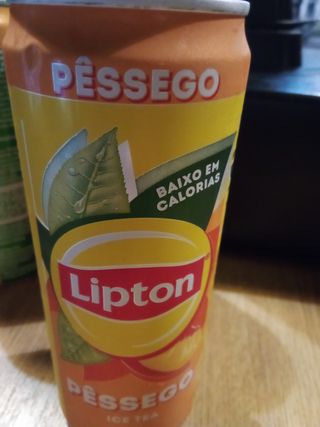 PÊSSEGO
BAIXO EM
CALORIAS
Lipton
PÊSSEGO
ICE TEA